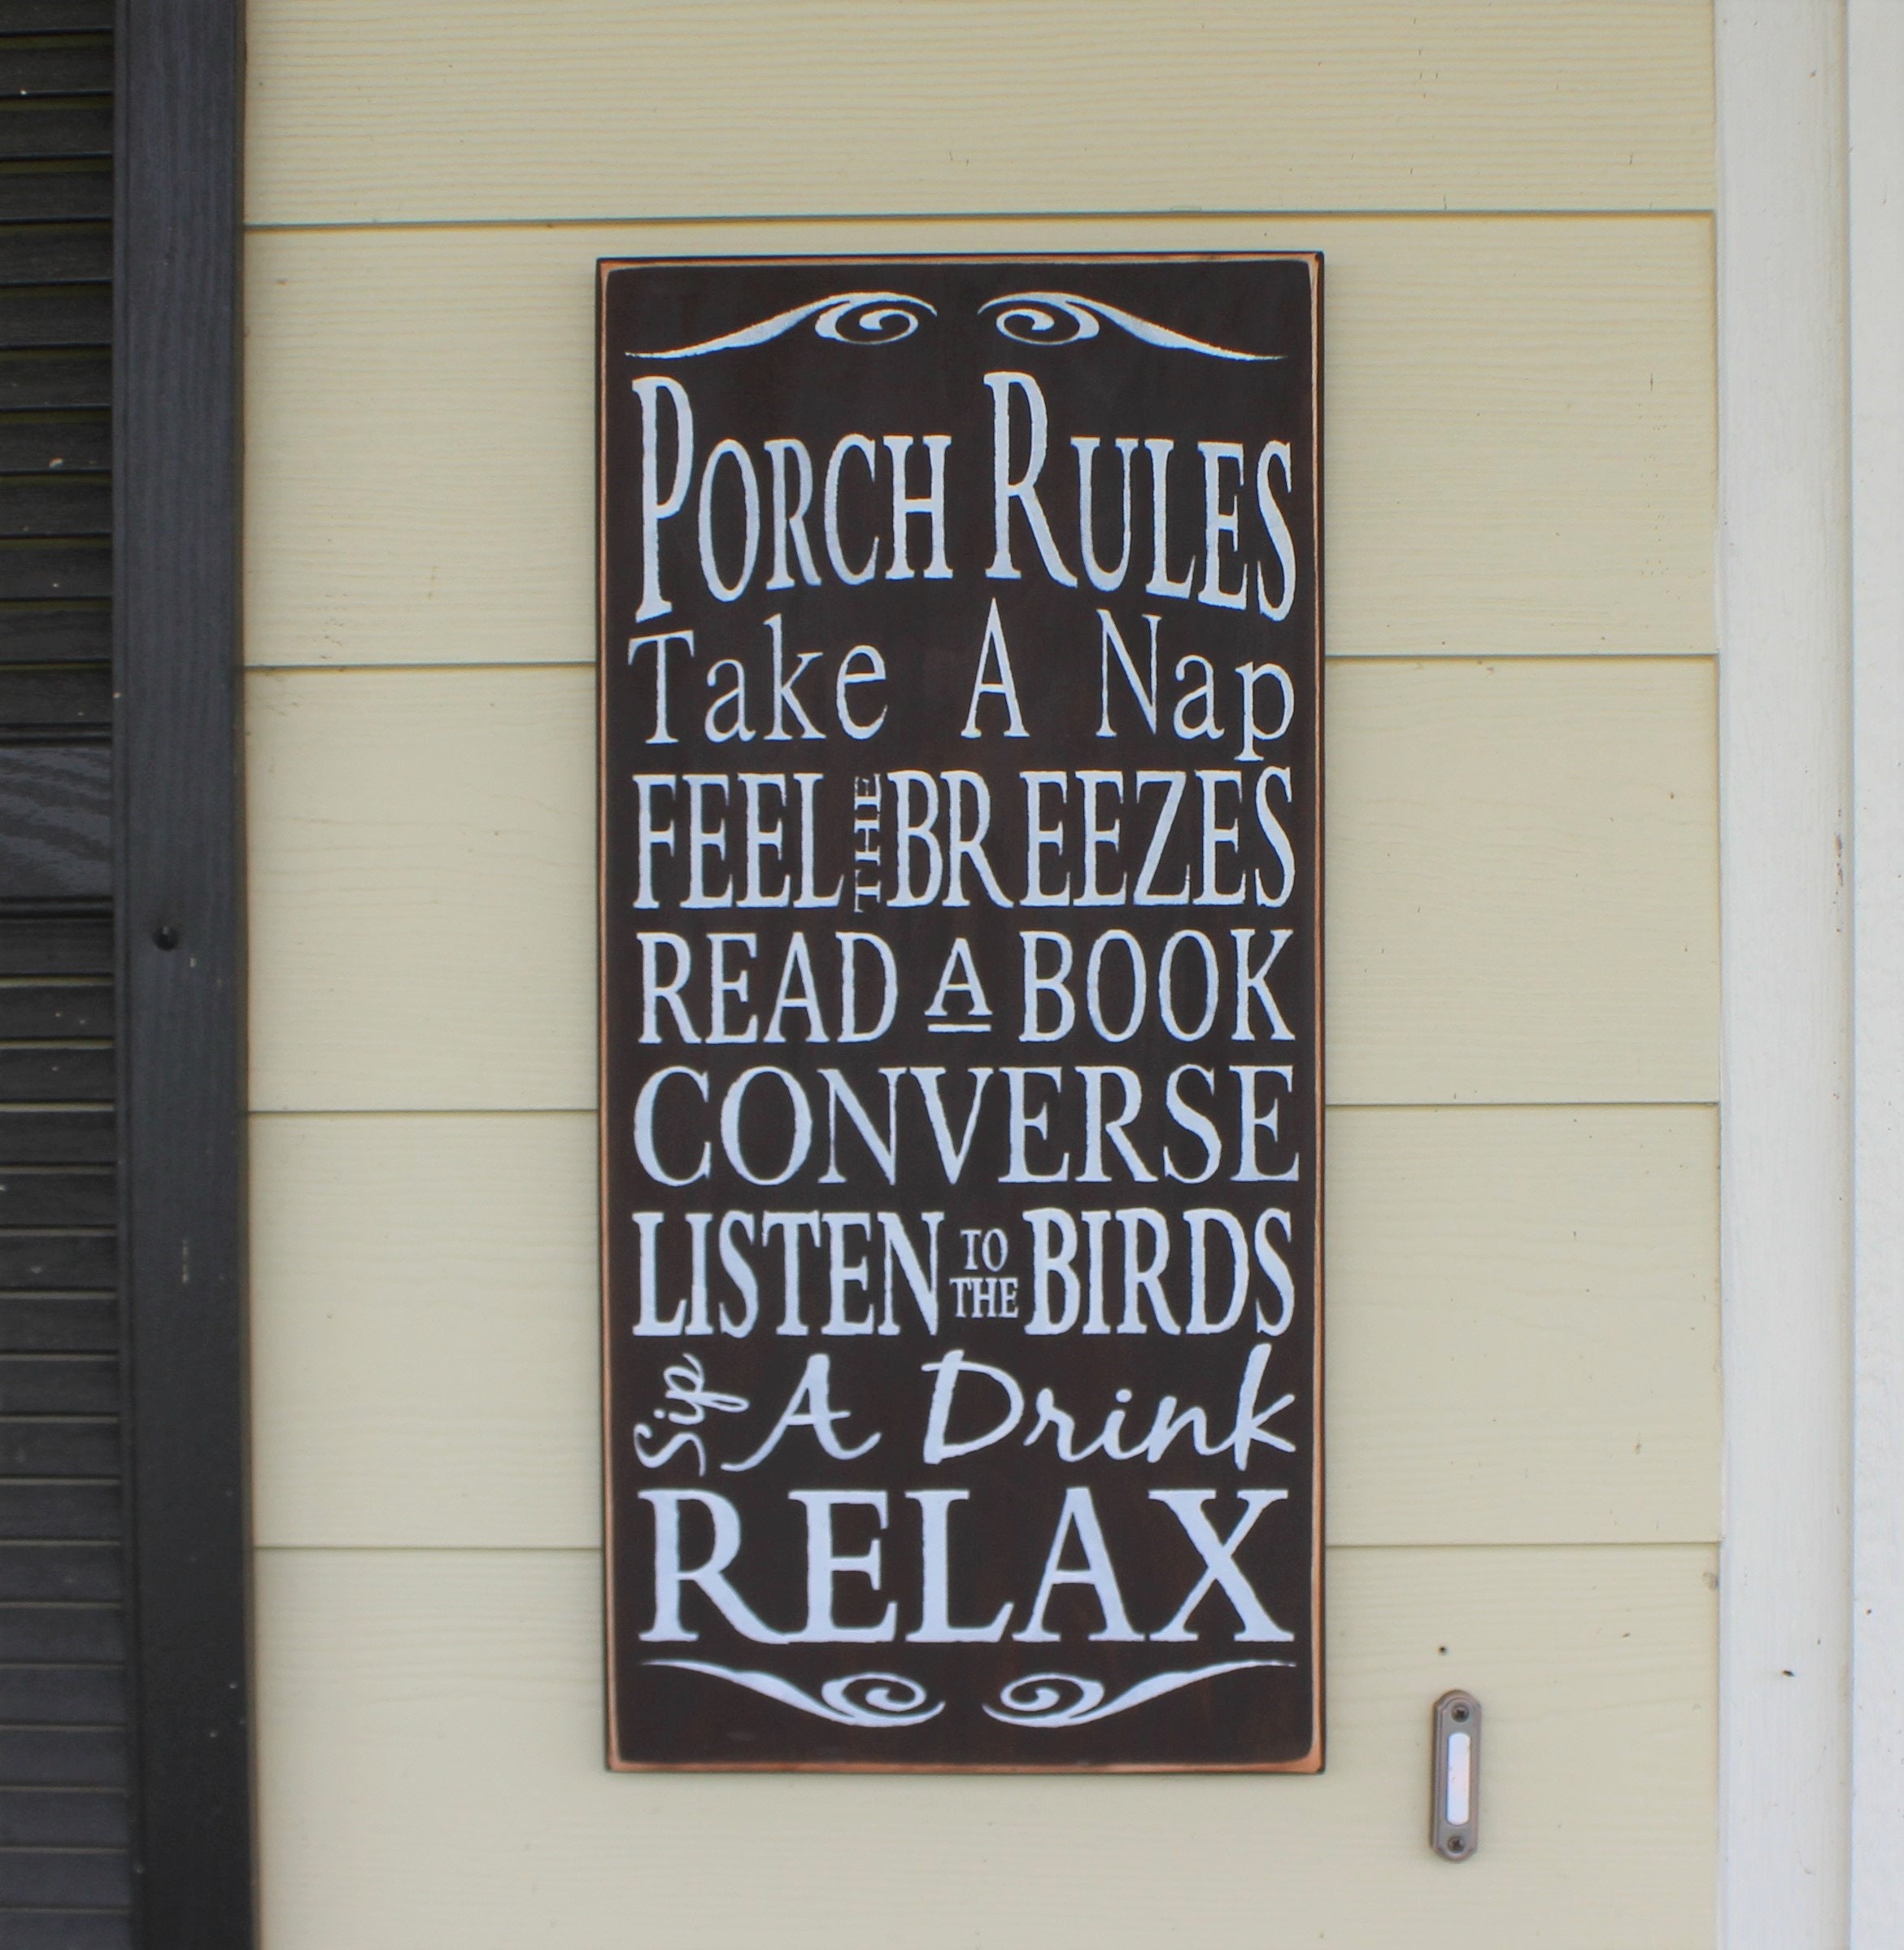 PORCH RULES
Take A Nap
FEEL THE BREEZES
READ A BOOK
CONVERSE
LISTEN TO THE BIRDS
Sip A Drink
RELAX